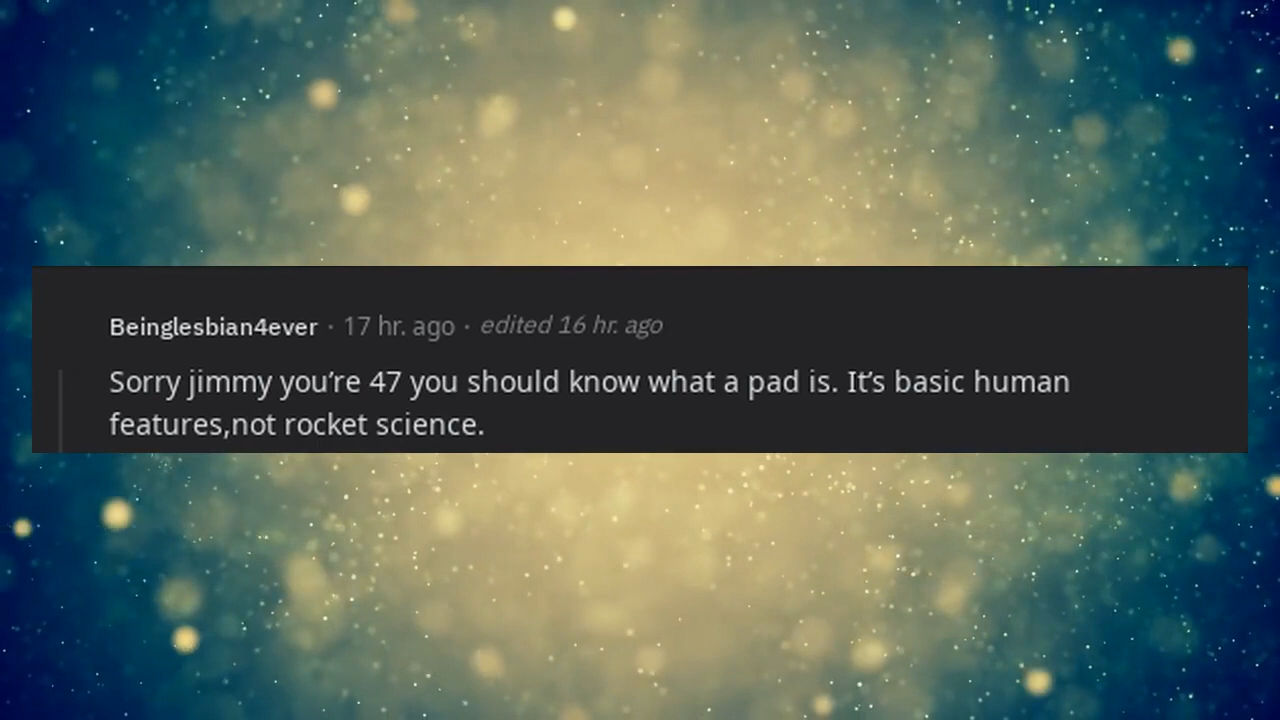 Beinglesbian4ever · 17 hr. ago · edited 16 hr. ago
Sorry jimmy you’re 47 you should know what a pad is. It’s basic human
features,not rocket science.